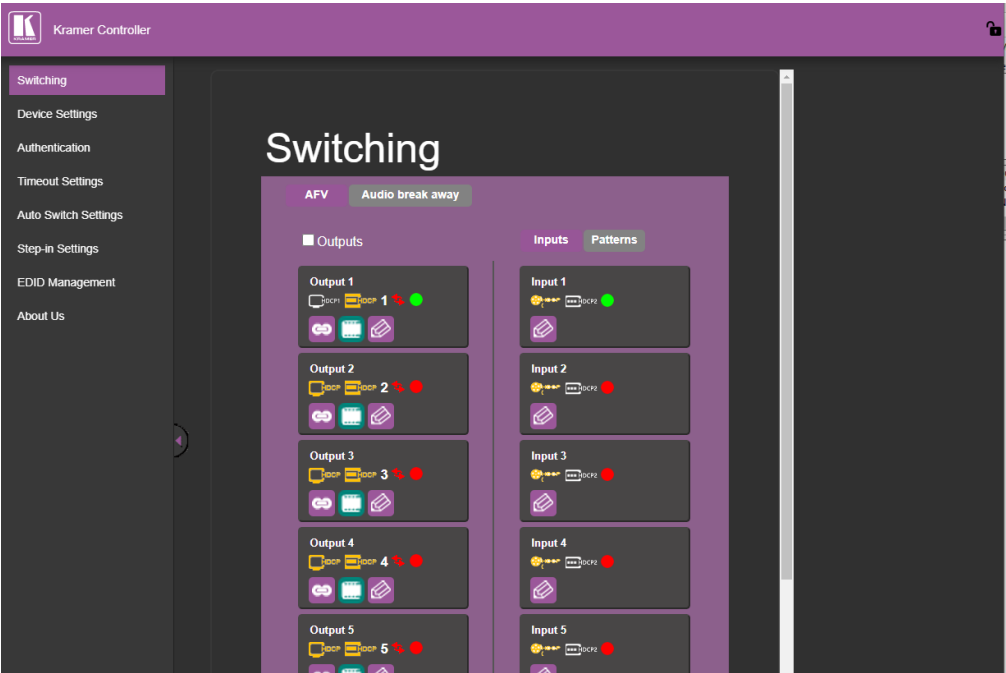 KRAMER
Kramer Controller
Switching
Device Settings
Authentication
Timeout Settings
Auto Switch Settings
Step-in Settings
EDID Management
About Us
Switching
AFV Audio break away
Outputs
Inputs Patterns
Output 1
HDCP1 HDCP 1
Input 1
HDCP2
Output 2
HDCP HDCP 2
Input 2
HDCP2
Output 3
HDCP HDCP 3
Input 3
HDCP2
Output 4
HDCP HDCP 4
Input 4
HDCP2
Output 5
HDCP HDCP 5
Input 5
HDCP2